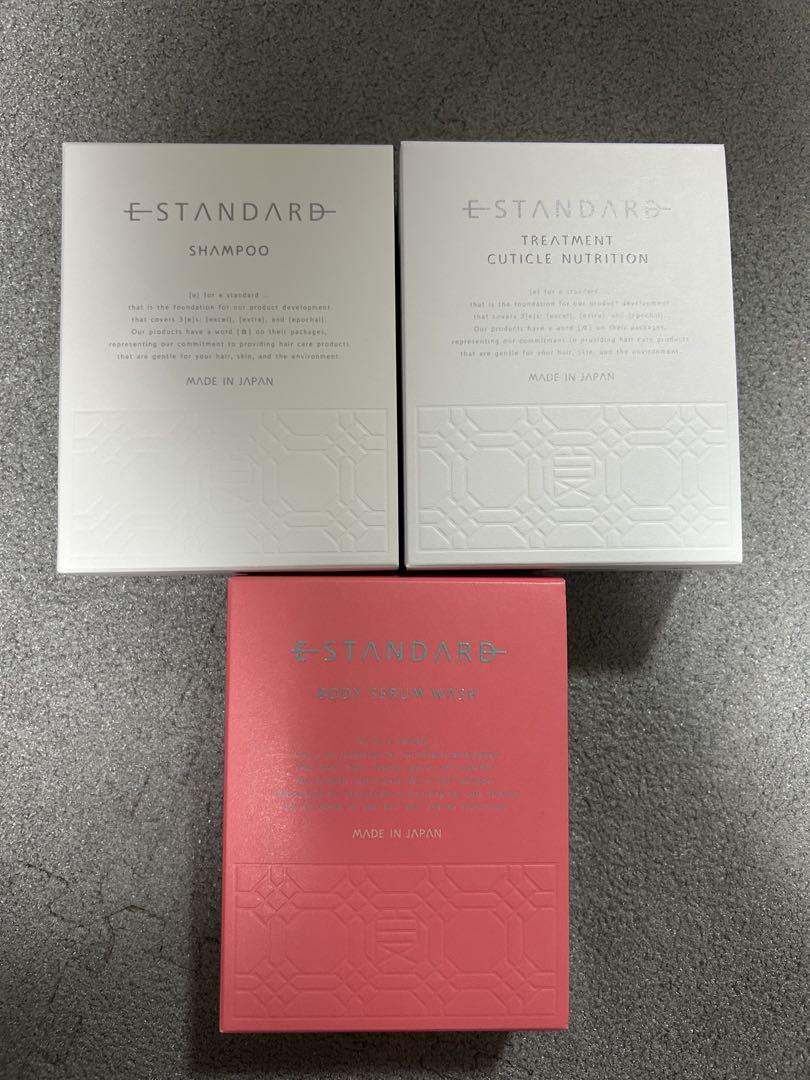 E STANDARD
SHAMPOO
[e] for e standard ...
that is the foundation for our product development
that covers 3[e]s: [excel], [extra], and [epochal].
Our products have a word [良] on their packages,
representing our commitment to providing hair care products
that are gentle for your hair, skin, and the environment.
MADE IN JAPAN
E STANDARD
TREATMENT
CUTICLE NUTRITION
[e] for e standard ...
that is the foundation for our product development
that covers 3[e]s: [excel], [extra], and [epochal].
Our products have a word [良] on their packages,
representing our commitment to providing hair care products
that are gentle for your hair, skin, and the environment.
MADE IN JAPAN
E STANDARD
BODY SERUM WASH
MADE IN JAPAN